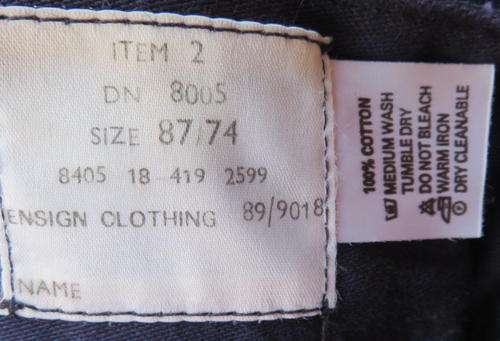 ITEM 2
DN 8005
SIZE 87/74
8405 18-419 2599
ENSIGN CLOTHING 89/9018
NAME
100% COTTON
MEDIUM WASH
TUMBLE DRY
DO NOT BLEACH
WARM IRON
DRY CLEANABLE